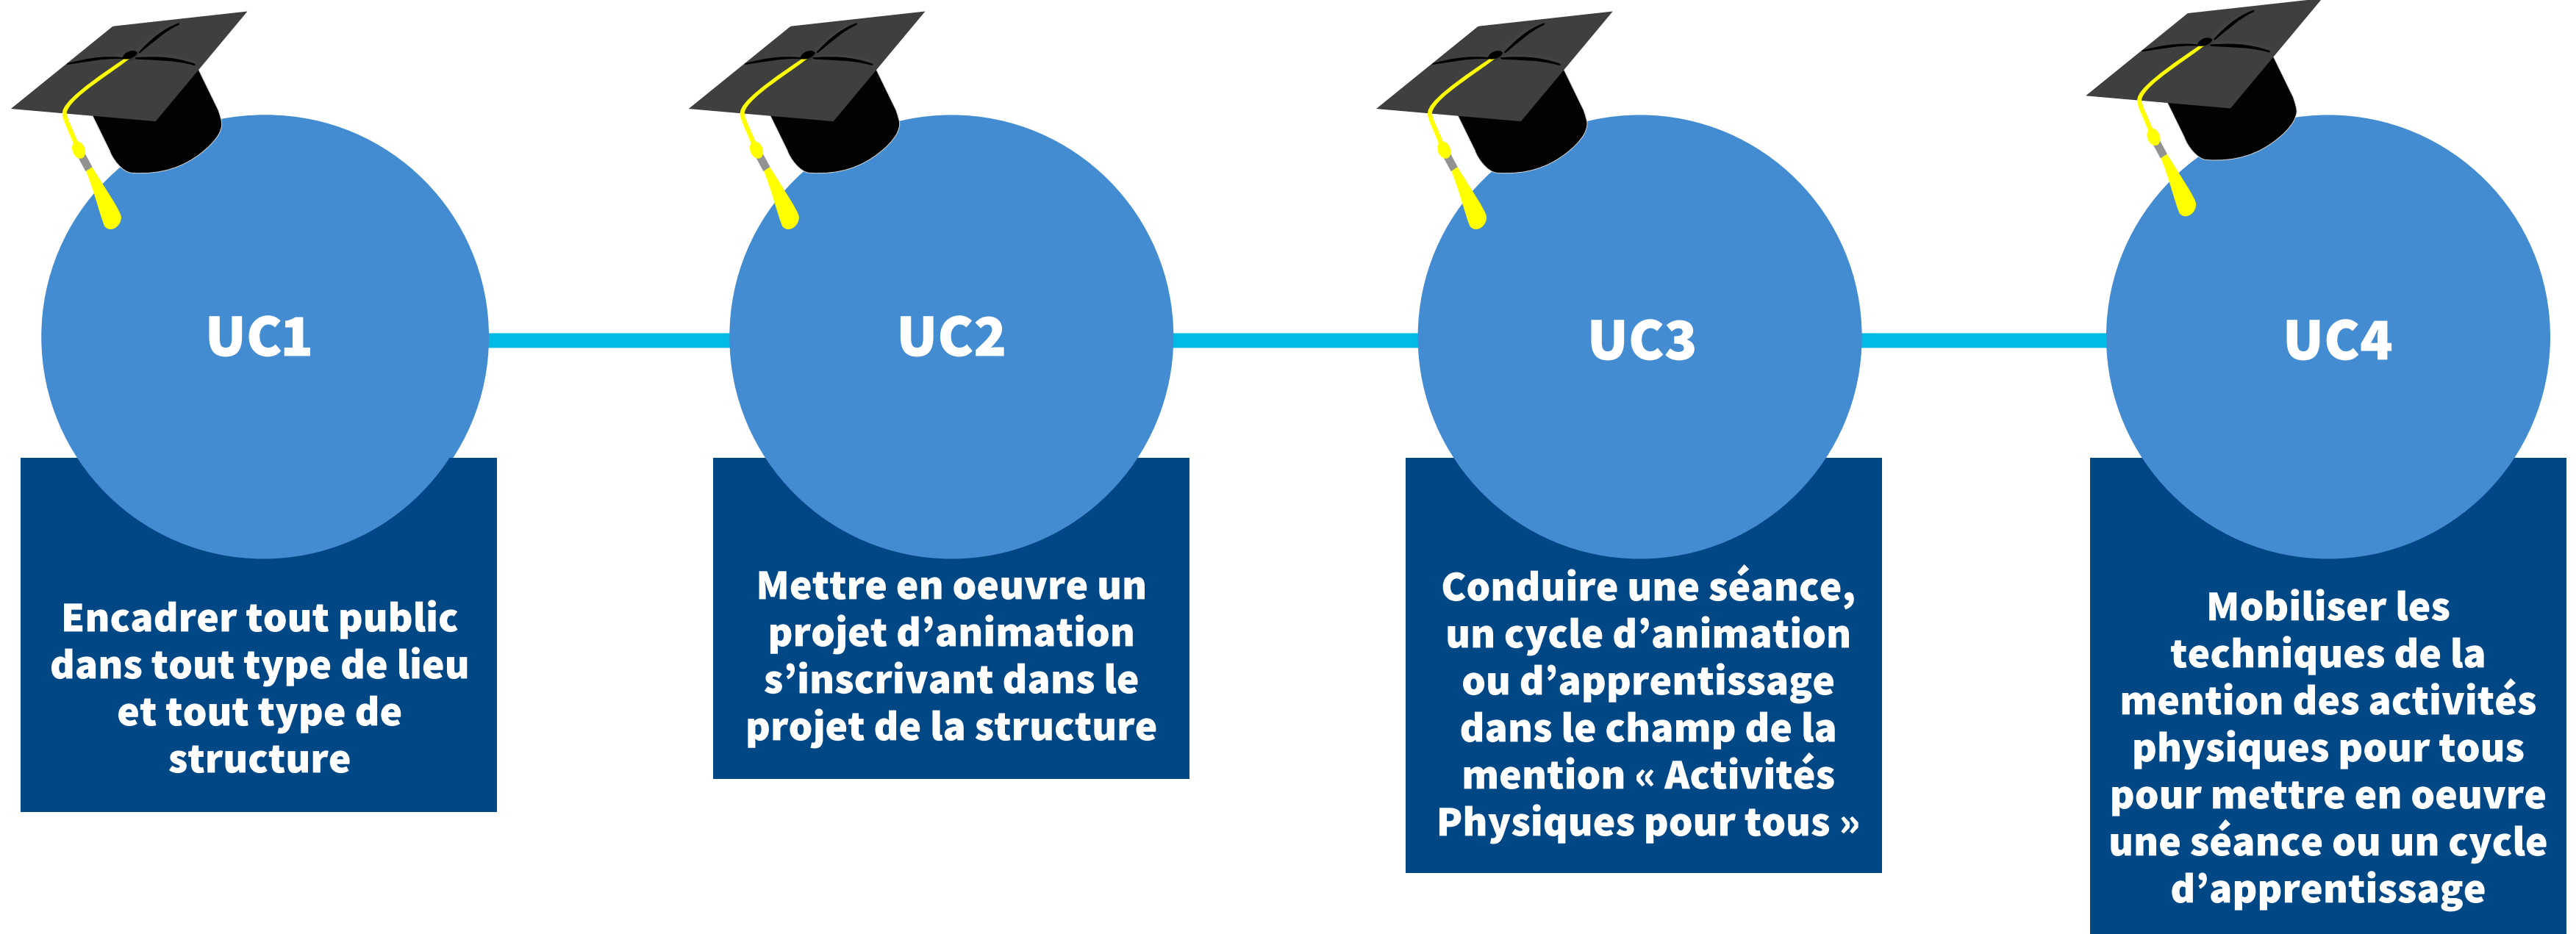 UC1
Encadrer tout public
dans tout type de lieu
et tout type de
structure
UC2
Mettre en oeuvre un
projet d’animation
s’inscrivant dans le
projet de la structure
UC3
Conduire une séance,
un cycle d’animation
ou d’apprentissage
dans le champ de la
mention « Activités
Physiques pour tous »
UC4
Mobiliser les
techniques de la
mention des activités
physiques pour tous
pour mettre en oeuvre
une séance ou un cycle
d’apprentissage